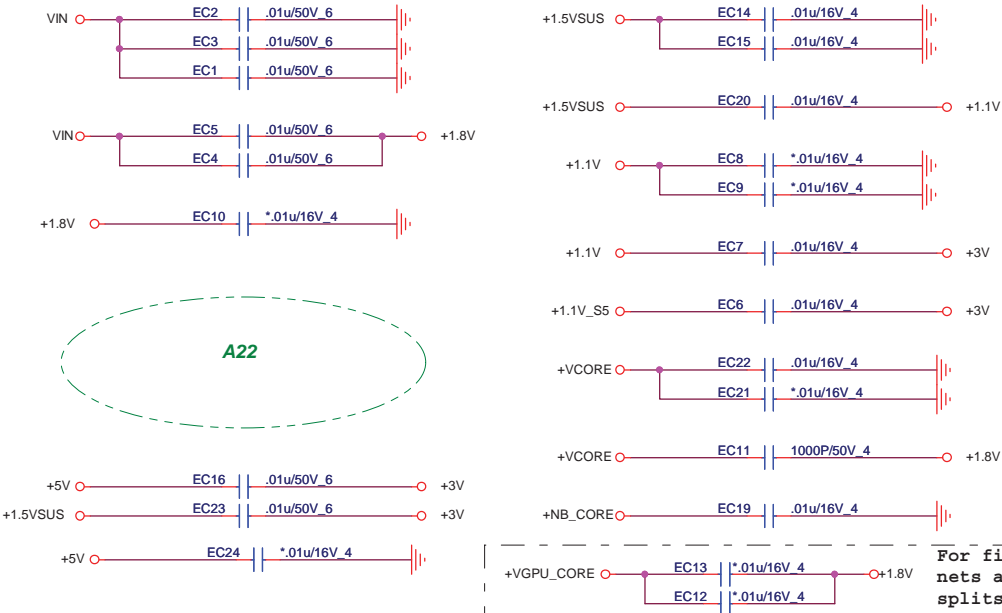 VIN EC2 .01u/50V_6
EC3 .01u/50V_6
EC1 .01u/50V_6
VIN EC5 .01u/50V_6 +1.8V
EC4 .01u/50V_6
+1.8V EC10 *.01u/16V_4
A22
+5V EC16 .01u/50V_6 +3V
+1.5VSUS EC23 .01u/50V_6 +3V
+5V EC24 *.01u/16V_4
+1.5VSUS EC14 .01u/16V_4
EC15 .01u/16V_4
+1.5VSUS EC20 .01u/16V_4 +1.1V
+1.1V EC8 *.01u/16V_4
EC9 *.01u/16V_4
+1.1V EC7 .01u/16V_4 +3V
+1.1V_S5 EC6 .01u/16V_4 +3V
+VCORE EC22 .01u/16V_4
EC21 *.01u/16V_4
+VCORE EC11 1000P/50V_4 +1.8V
+NB_CORE EC19 .01u/16V_4
+VGPU_CORE EC13 *.01u/16V_4 +1.8V
EC12 *.01u/16V_4
For fi
nets a
splits